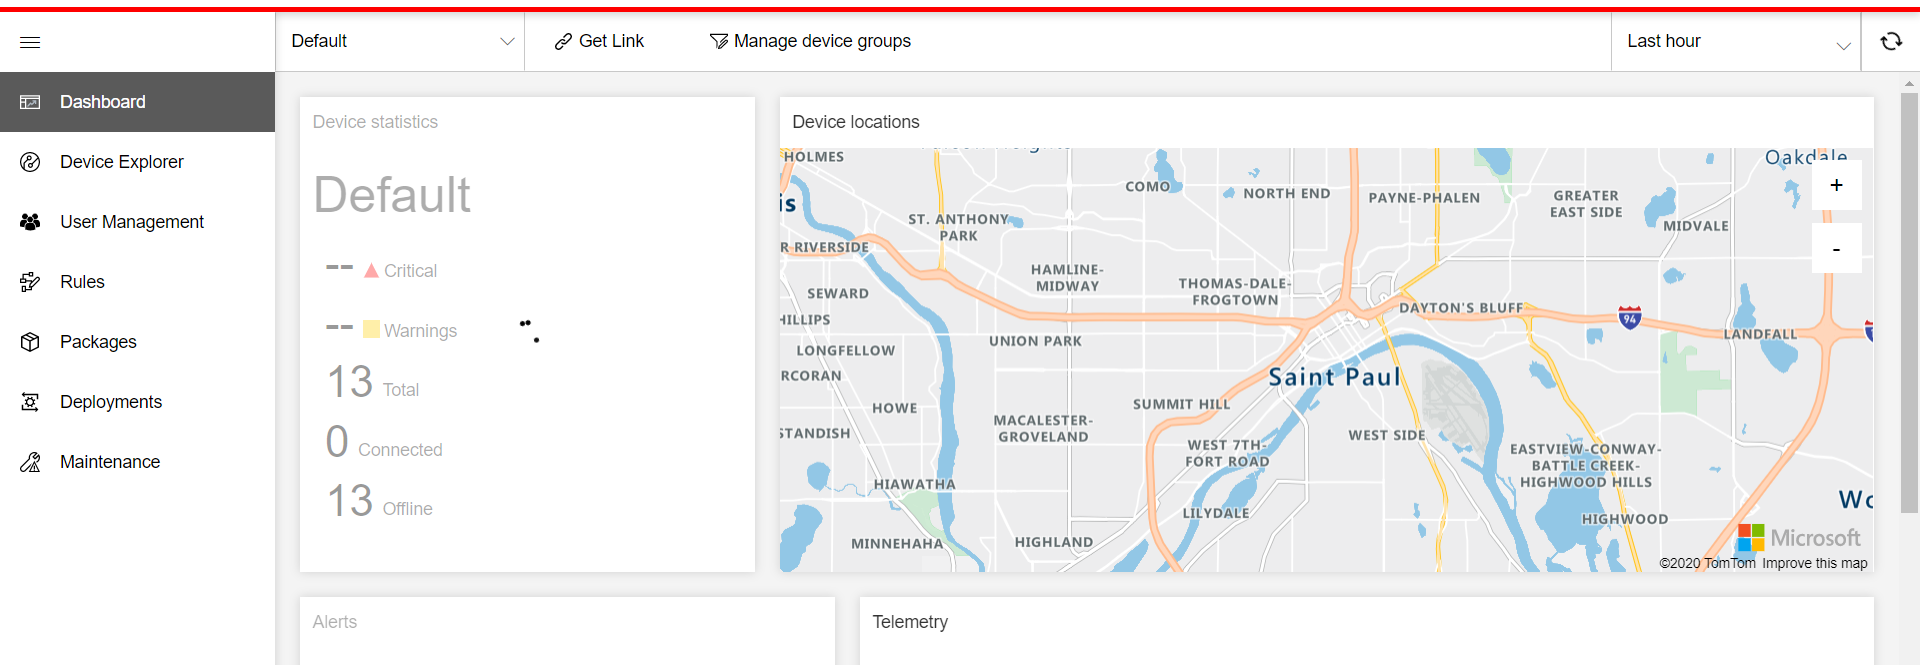 Default
Get Link
Manage device groups
Last hour
Dashboard
Device Explorer
User Management
Rules
Packages
Deployments
Maintenance
Device statistics
Default
-- Critical
-- Warnings
13 Total
0 Connected
13 Offline
Device locations
HOLMES
Oakdale
COMO
NORTH END
PAYNE-PHALEN
GREATER
EAST SIDE
is
ST. ANTHONY
PARK
MIDVALE
R RIVERSIDE
HAMLINE-
MIDWAY
THOMAS-DALE-
FROGTOWN
SEWARD
DAYTON'S BLUFF
94
HILLIPS
LANDFALL
UNION PARK
LONGFELLOW
RCORAN
Saint Paul
HOWE
SUMMIT HILL
MACALESTER-
GROVELAND
STANDISH
WEST SIDE
WEST 7TH-
FORT ROAD
EASTVIEW-CONWAY-
BATTLE CREEK-
HIGHWOOD HILLS
HIAWATHA
Wo
LILYDALE
HIGHWOOD
MINNEHAHA
HIGHLAND
+
-
Microsoft
©2020 TomTom Improve this map
Alerts
Telemetry